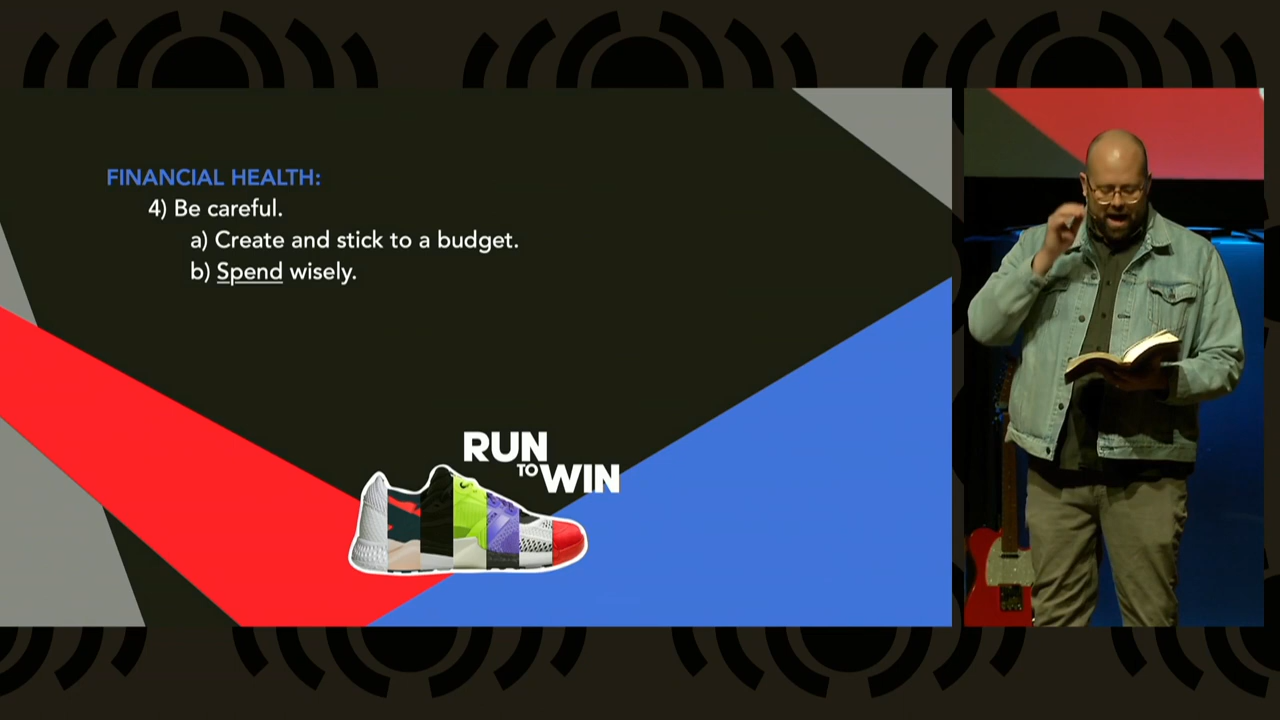 FINANCIAL HEALTH:
4) Be careful.
a) Create and stick to a budget.
b) Spend wisely.
RUN
TO WIN